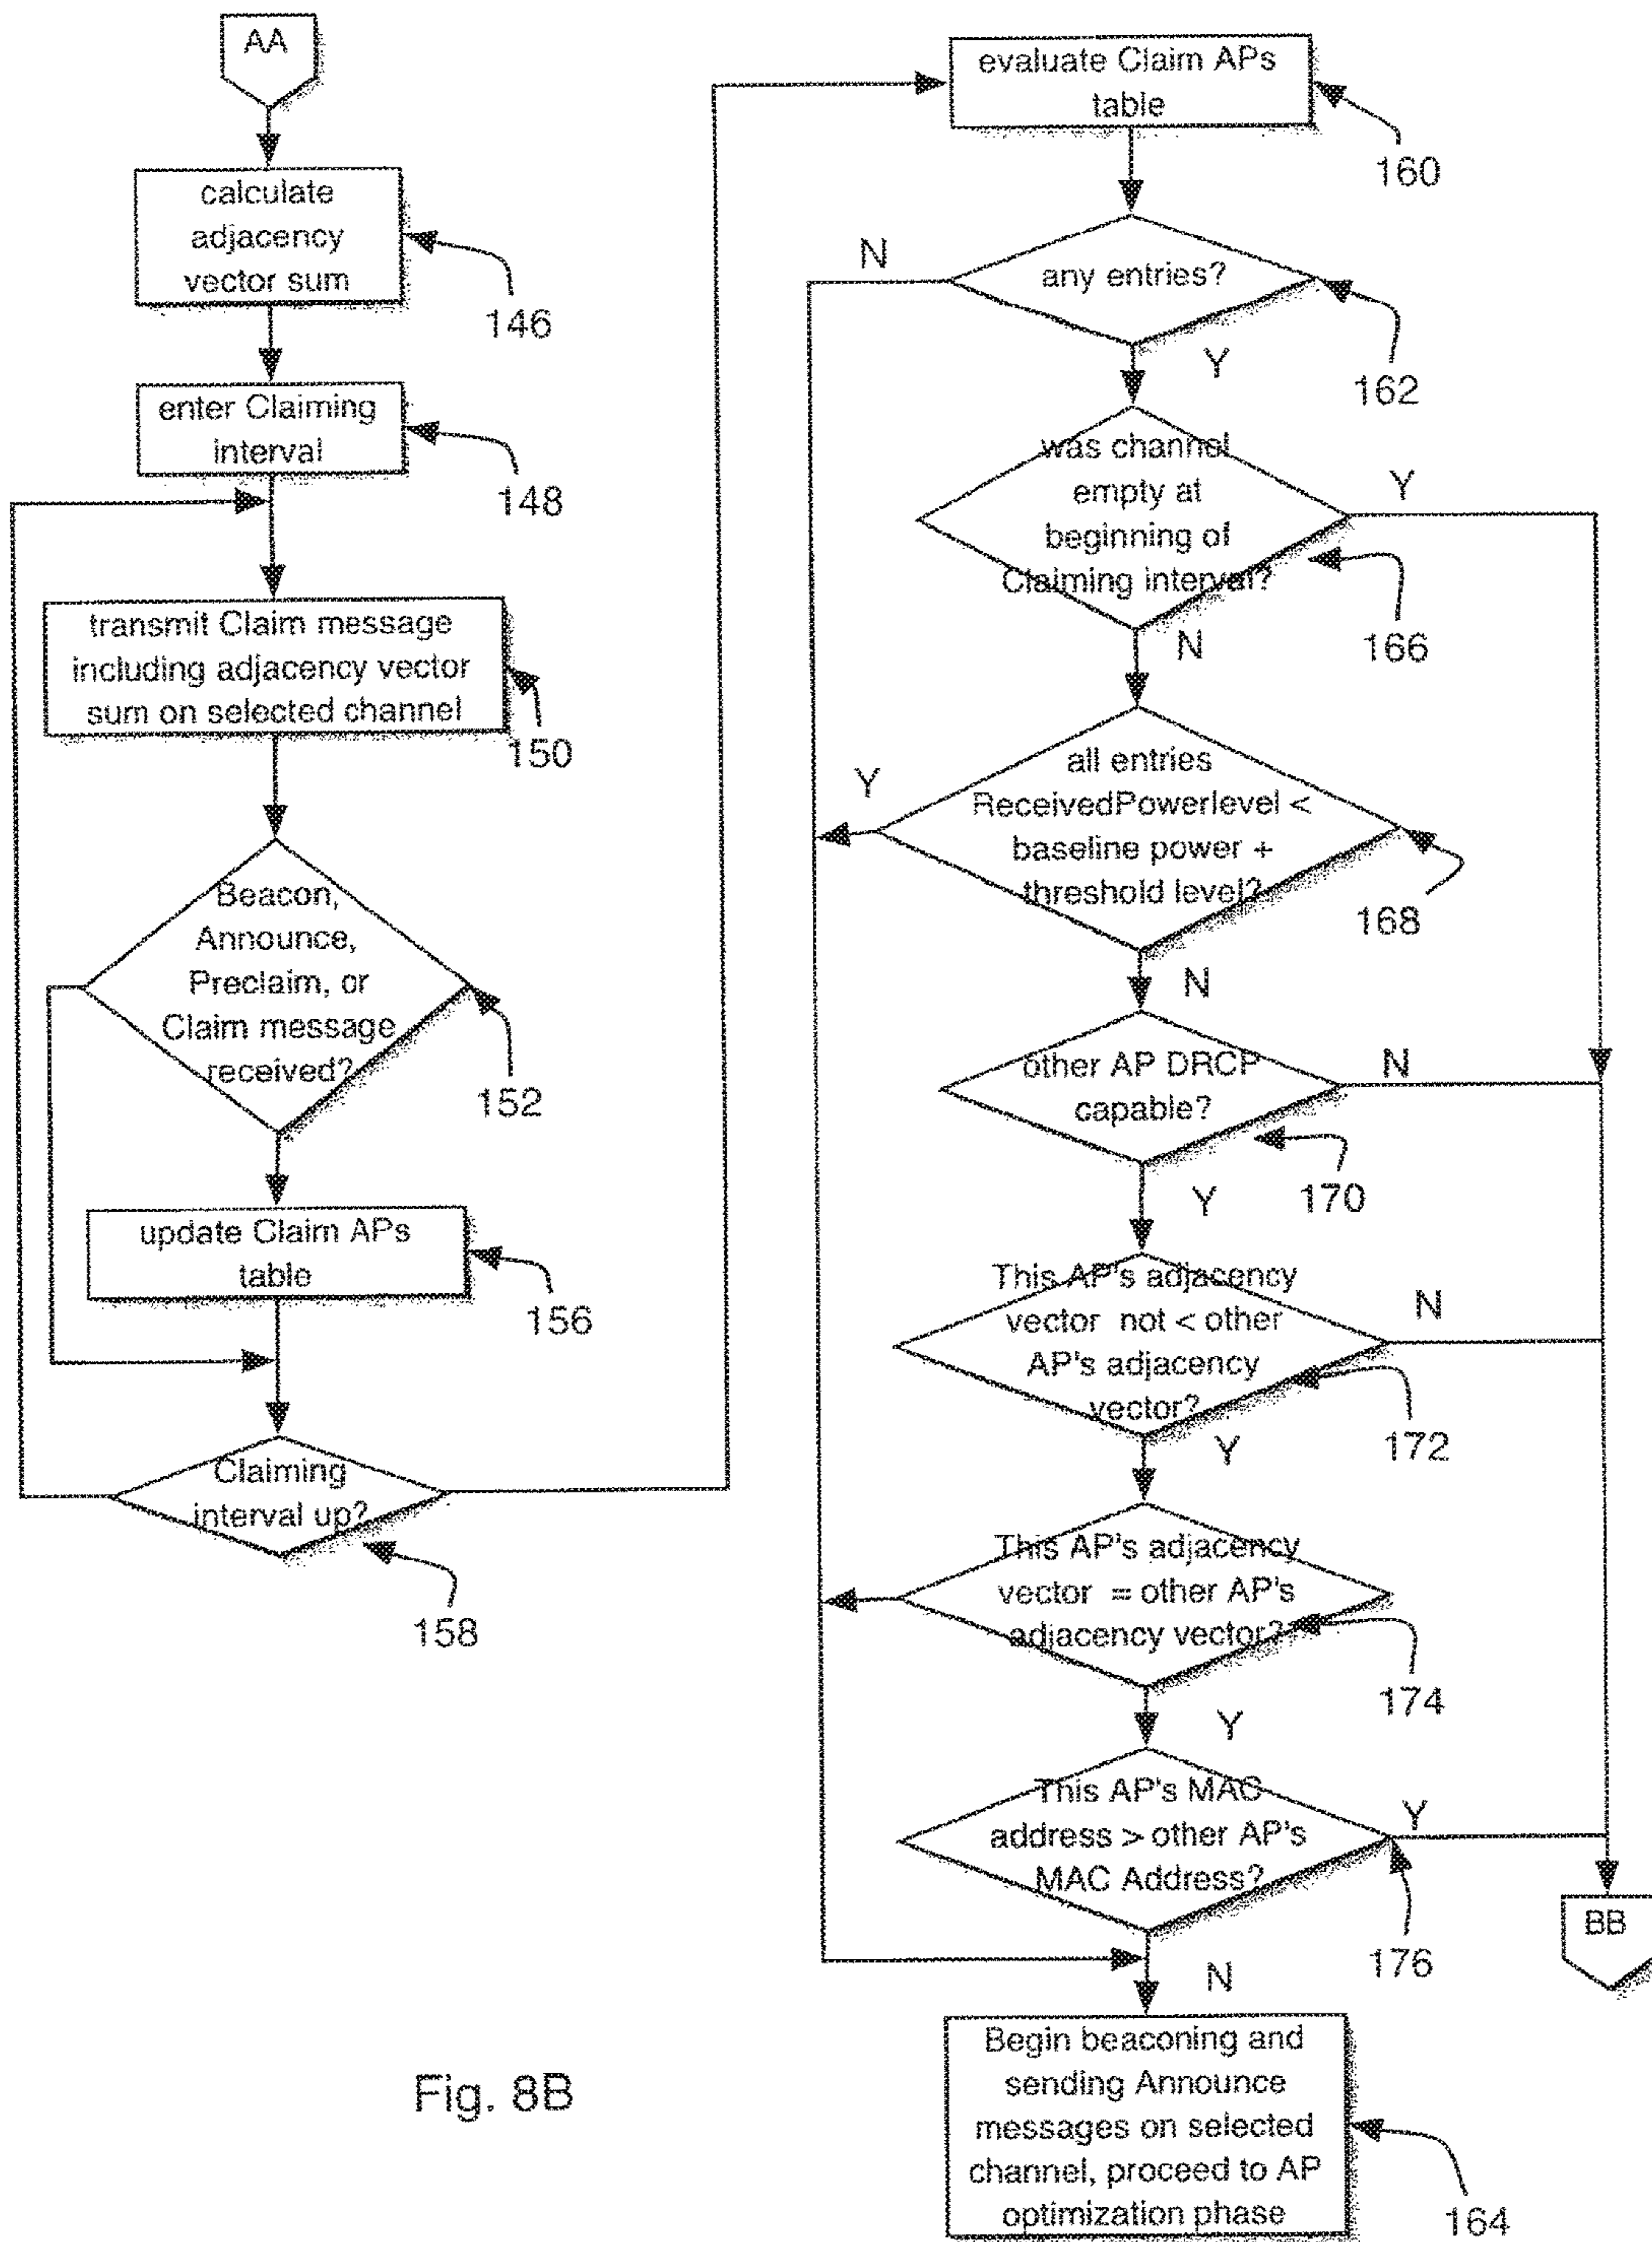 AA
calculate
adjacency
vector sum
146
enter Claiming
interval
148
transmit Claim message
including adjacency vector
sum on selected channel
150
Beacon,
Announce,
Preclaim, or
Claim message
received?
152
update Claim APs
table
156
Claiming
interval up?
158
Fig. 8B
evaluate Claim APs
table
160
N
any entries?
162
Y
was channel
empty at
beginning of
Claiming interval?
Y
166
N
all entries
ReceivedPowerlevel <
baseline power +
threshold level?
Y
168
N
other AP DRCP
capable?
N
170
Y
This AP's adjacency
vector not < other
AP's adjacency
vector?
N
172
Y
This AP's adjacency
vector = other AP's
adjacency vector?
174
Y
This AP's MAC
address > other AP's
MAC Address?
Y
176
BB
N
Begin beaconing and
sending Announce
messages on selected
channel, proceed to AP
optimization phase
164